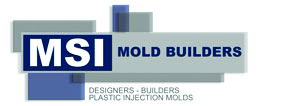 MSI MOLD BUILDERS
DESIGNERS - BUILDERS
PLASTIC INJECTION MOLDS